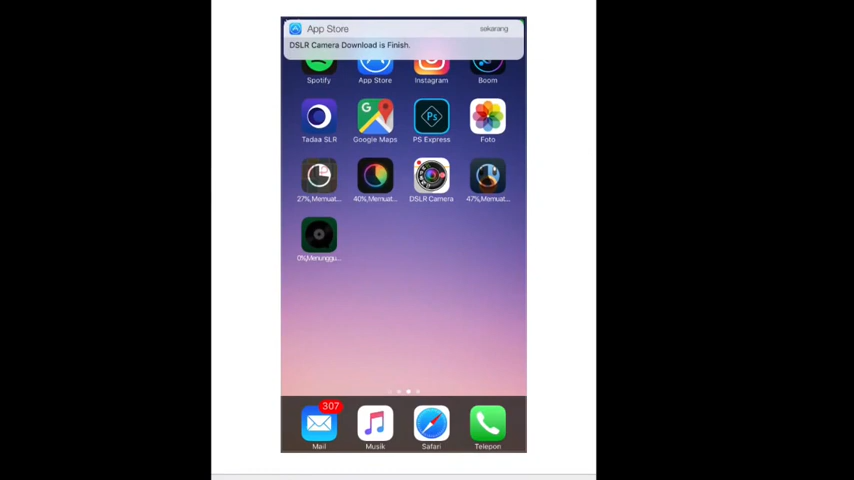 App Store sekarang
DSLR Camera Download is Finish.
Spotify App Store Instagram Boom
G Ps
Tadaa SLR Google Maps PS Express Foto
27%,Memuat... 40%,Memuat... DSLR Camera 47%,Memuat...
0%,Menunggu...
307
Mail Musik Safari Telepon